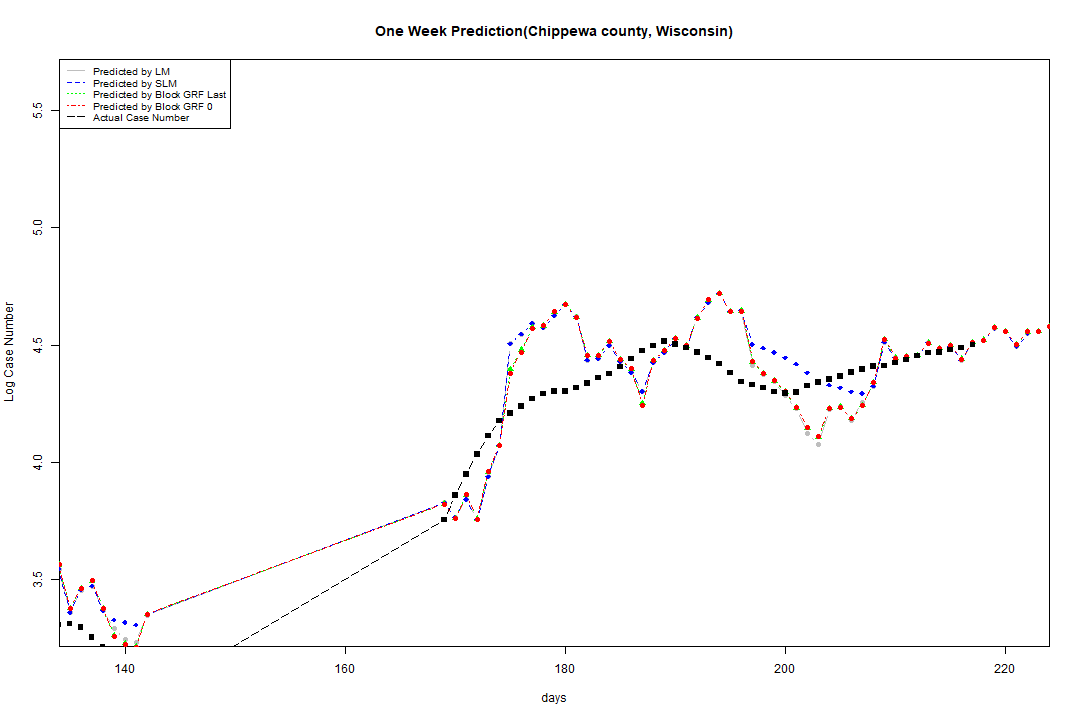 One Week Prediction(Chippewa county, Wisconsin)
Predicted by LM
Predicted by SLM
Predicted by Block GRF Last
Predicted by Block GRF 0
Actual Case Number
5.5
5.0
4.5
4.0
3.5
Log Case Number
140 160 180 200 220
days